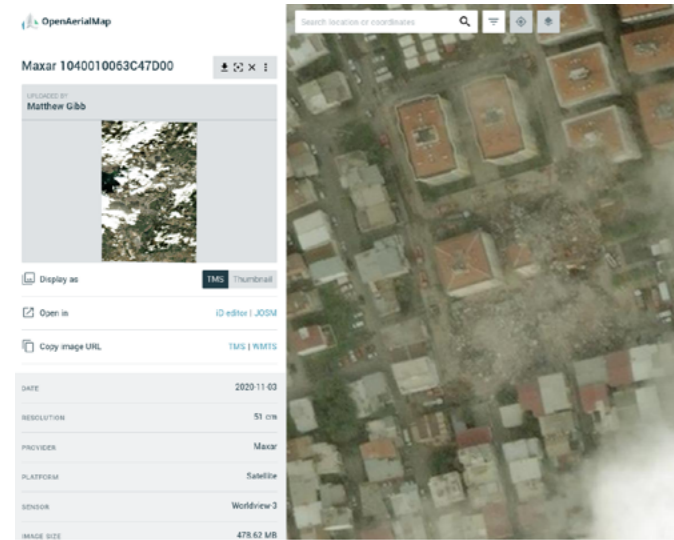 OpenAerialMap
Search location or coordinates
Maxar 1040010063C47D00
UPLOADED BY
Matthew Gibb
Display as
TMS Thumbnail
Open in
iD editor | JOSM
Copy image URL
TMS | WMTS
DATE
2020-11-03
RESOLUTION
51 cm
PROVIDER
Maxar
PLATFORM
Satellite
SENSOR
Worldview-3
IMAGE SIZE
478.62 MB